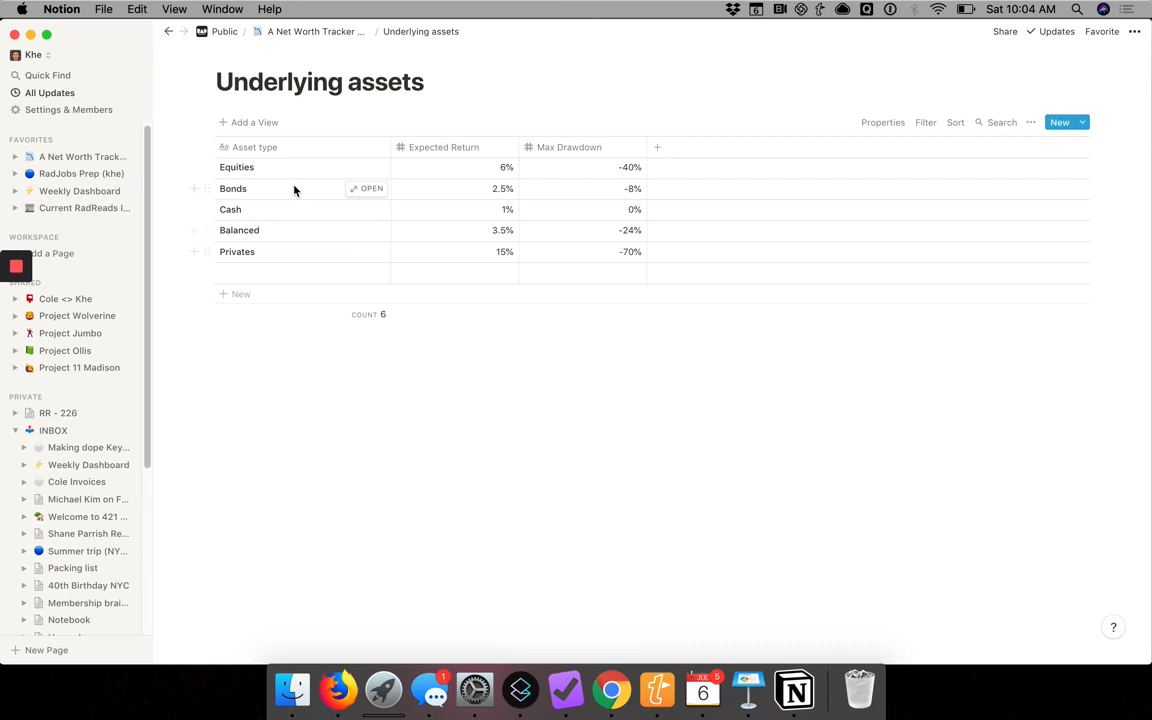 Notion File Edit View Window Help Sat 10:04 AM
Khe
Public / A Net Worth Tracker ... / Underlying assets
Share Updates Favorite
Quick Find
All Updates
Settings & Members
FAVORITES
A Net Worth Track...
RadJobs Prep (khe)
Weekly Dashboard
Current RadReads I...
WORKSPACE
dd a Page
SHARED
Cole <> Khe
Project Wolverine
Project Jumbo
Project Ollis
Project 11 Madison
PRIVATE
RR - 226
INBOX
Making dope Key...
Weekly Dashboard
Cole Invoices
Michael Kim on F...
Welcome to 421 ...
Shane Parrish Re...
Summer trip (NY...
Packing list
40th Birthday NYC
Membership brai...
Notebook
+ New Page
Underlying assets
+ Add a View
Properties Filter Sort Search ... New
Asset type # Expected Return # Max Drawdown +
Equities 6% -40%
Bonds OPEN 2.5% -8%
Cash 1% 0%
Balanced 3.5% -24%
Privates 15% -70%
+ New
COUNT 6
?
1
JUL 5
6